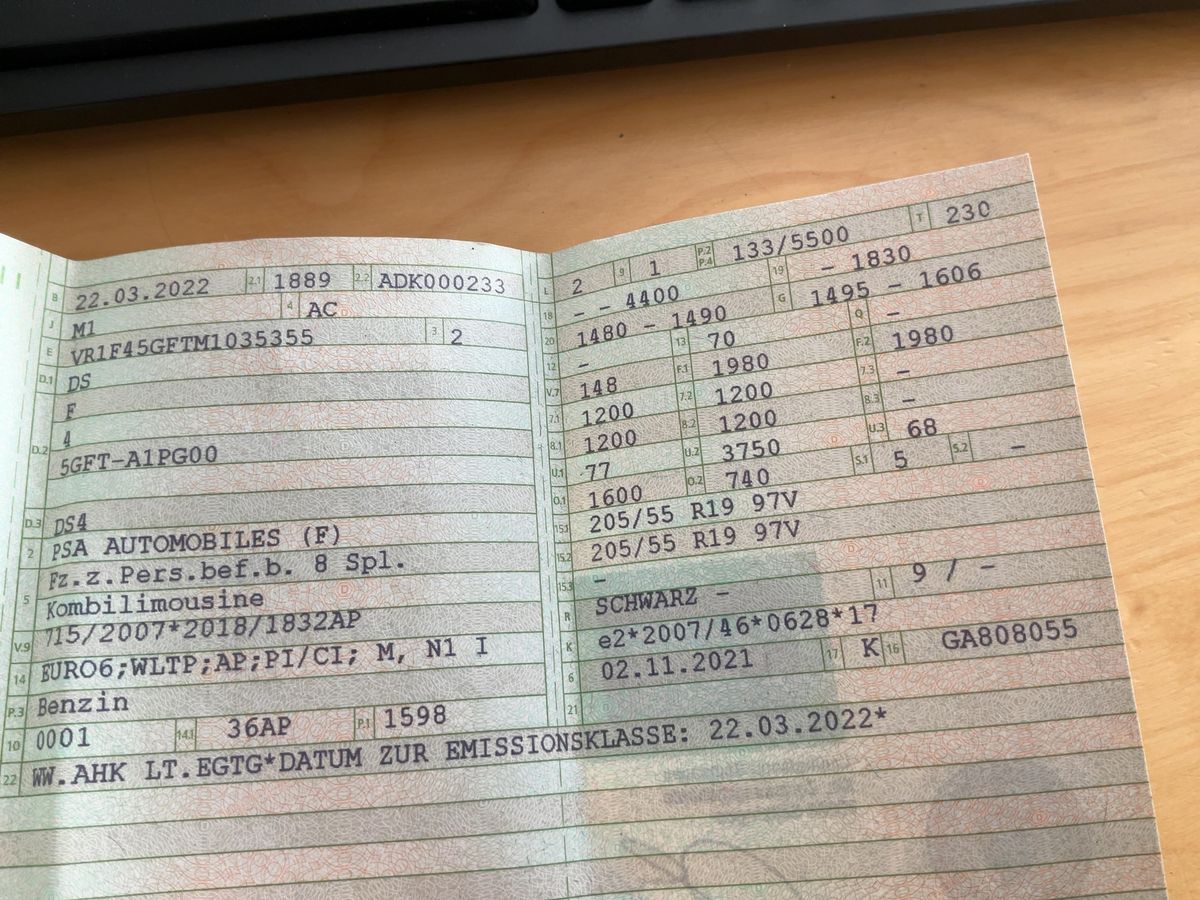 B 22.03.2022 2.1 1889 2.2 ADK000233
J M1 4 AC
E VR1F45GFTM1035355 3 2
D.1 DS
F
D.2 4
5GFT-A1PG00
D.3 DS4
2 PSA AUTOMOBILES (F)
5 Fz.z.Pers.bef.b. 8 Spl.
Kombilimousine
V.9 715/2007*2018/1832AP
14 EURO6;WLTP;AP;PI/CI; M, N1 I
P.3 Benzin
10 0001 14.1 36AP P.1 1598
22 WW.AHK LT.EGTG*DATUM ZUR EMISSIONSKLASSE: 22.03.2022*
L 2 9 1 P.2 P.4 133/5500 T 230
18 - - 4400 19 - 1830
20 1480 - 1490 G 1495 - 1606
12 - 13 70 Q -
V.7 148 F.1 1980 F.2 1980
7.1 1200 7.2 1200 7.3 -
8.1 1200 8.2 1200 8.3 -
U.1 77 U.2 3750 U.3 68
O.1 1600 O.2 740 S.1 5 S.2 -
15.1 205/55 R19 97V
15.2 205/55 R19 97V
15.3 -
R SCHWARZ - 11 9 / -
K e2*2007/46*0628*17
6 02.11.2021 17 K 16 GA808055
21